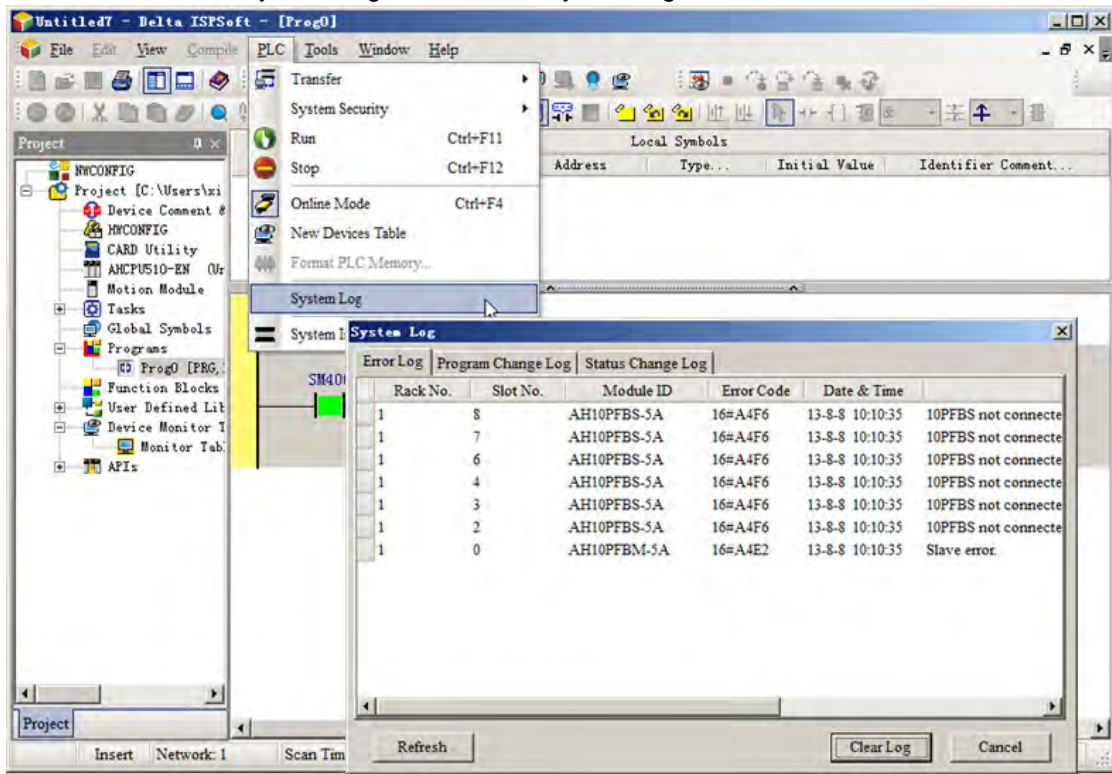 Untitled7 - Delta ISPSoft - [Prog0]
File Edit View Compile PLC Tools Window Help
Transfer
System Security
Run Ctrl+F11
Stop Ctrl+F12
Online Mode Ctrl+F4
New Devices Table
Format PLC Memory...
System Log
Local Symbols
Address Type... Initial Value Identifier Comment...
Project
NWCONFIG
Project [C:\Users\xi
Device Comment
HWCONFIG
CARD Utility
AHCPU510-EN (Ur
Motion Module
Tasks
Global Symbols
Programs
Prog0 [PRG,
Function Blocks
User Defined Lib
Device Monitor T
Monitor Tab
APIs
SM40
System Log
Error Log Program Change Log Status Change Log
Rack No. Slot No. Module ID Error Code Date & Time
1 8 AH10PFBS-5A 16#A4F6 13-8-8 10:10:35 10PFBS not connecte
1 7 AH10PFBS-5A 16#A4F6 13-8-8 10:10:35 10PFBS not connecte
1 6 AH10PFBS-5A 16#A4F6 13-8-8 10:10:35 10PFBS not connecte
1 4 AH10PFBS-5A 16#A4F6 13-8-8 10:10:35 10PFBS not connecte
1 3 AH10PFBS-5A 16#A4F6 13-8-8 10:10:35 10PFBS not connecte
1 2 AH10PFBS-5A 16#A4F6 13-8-8 10:10:35 10PFBS not connecte
1 0 AH10PFBM-5A 16#A4E2 13-8-8 10:10:35 Slave error.
Refresh Clear Log Cancel
Project
Insert Network: 1 Scan Tim